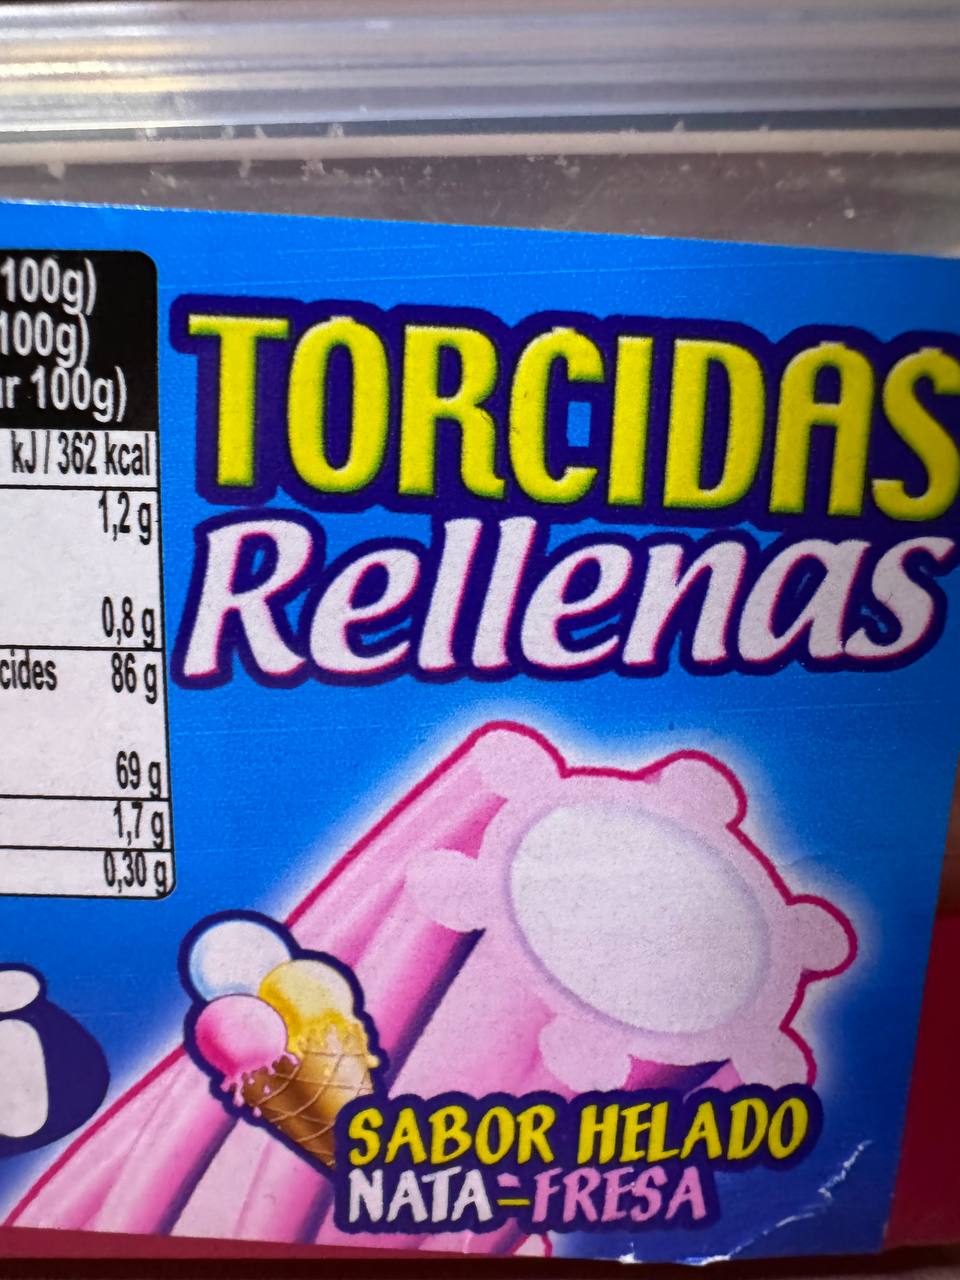 100g)
100g)
r 100g)
kJ / 362 kcal
1,2 g
0,8 g
cides 86 g
69 g
1,7 g
0,30 g
TORCIDAS
Rellenas
SABOR HELADO
NATA-FRESA